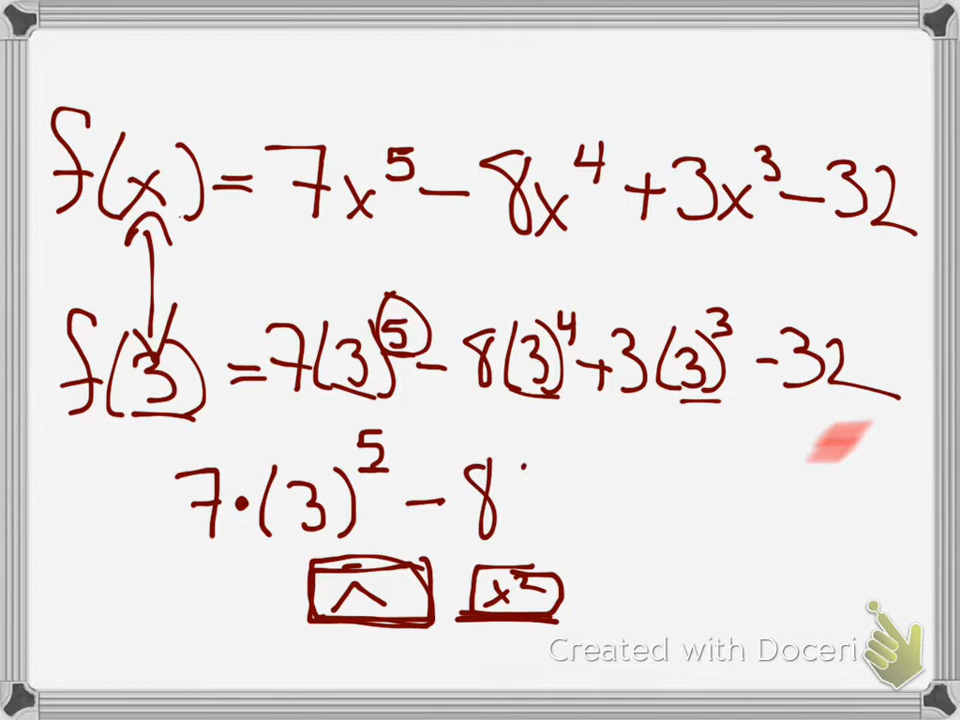 f(x) = 7x⁵ − 8x⁴ + 3x³ − 32
f(3) = 7(3)⁵ − 8(3)⁴ + 3(3)³ − 32
7•(3)⁵ − 8
^ x²
Created with Doceri